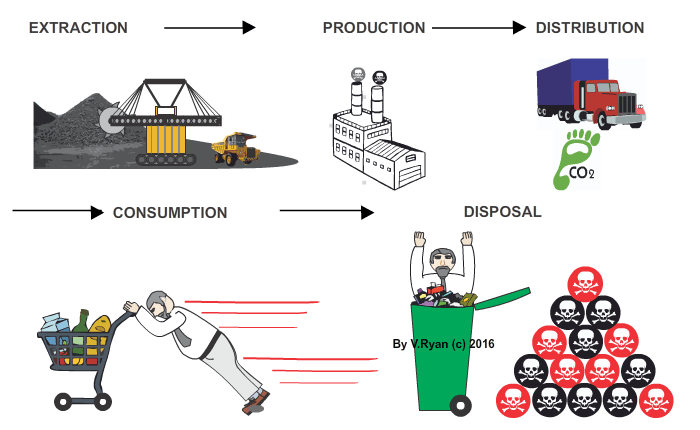 EXTRACTION
PRODUCTION
DISTRIBUTION
CO2
CONSUMPTION
DISPOSAL
By V.Ryan (c) 2016